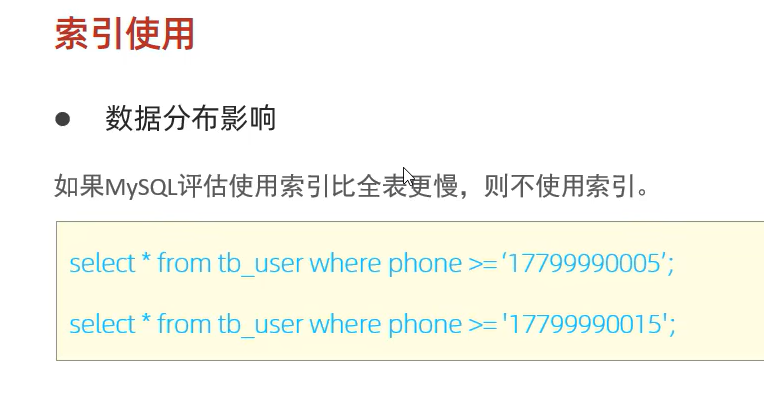 索引使用
● 数据分布影响
如果MySQL评估使用索引比全表更慢，则不使用索引。
select * from tb_user where phone >= ‘17799990005’;
select * from tb_user where phone >= '17799990015';